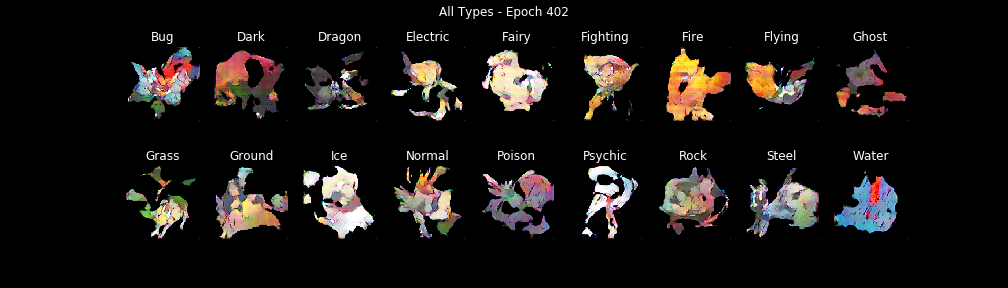 All Types - Epoch 402
Bug Dark Dragon Electric Fairy Fighting Fire Flying Ghost
Grass Ground Ice Normal Poison Psychic Rock Steel Water